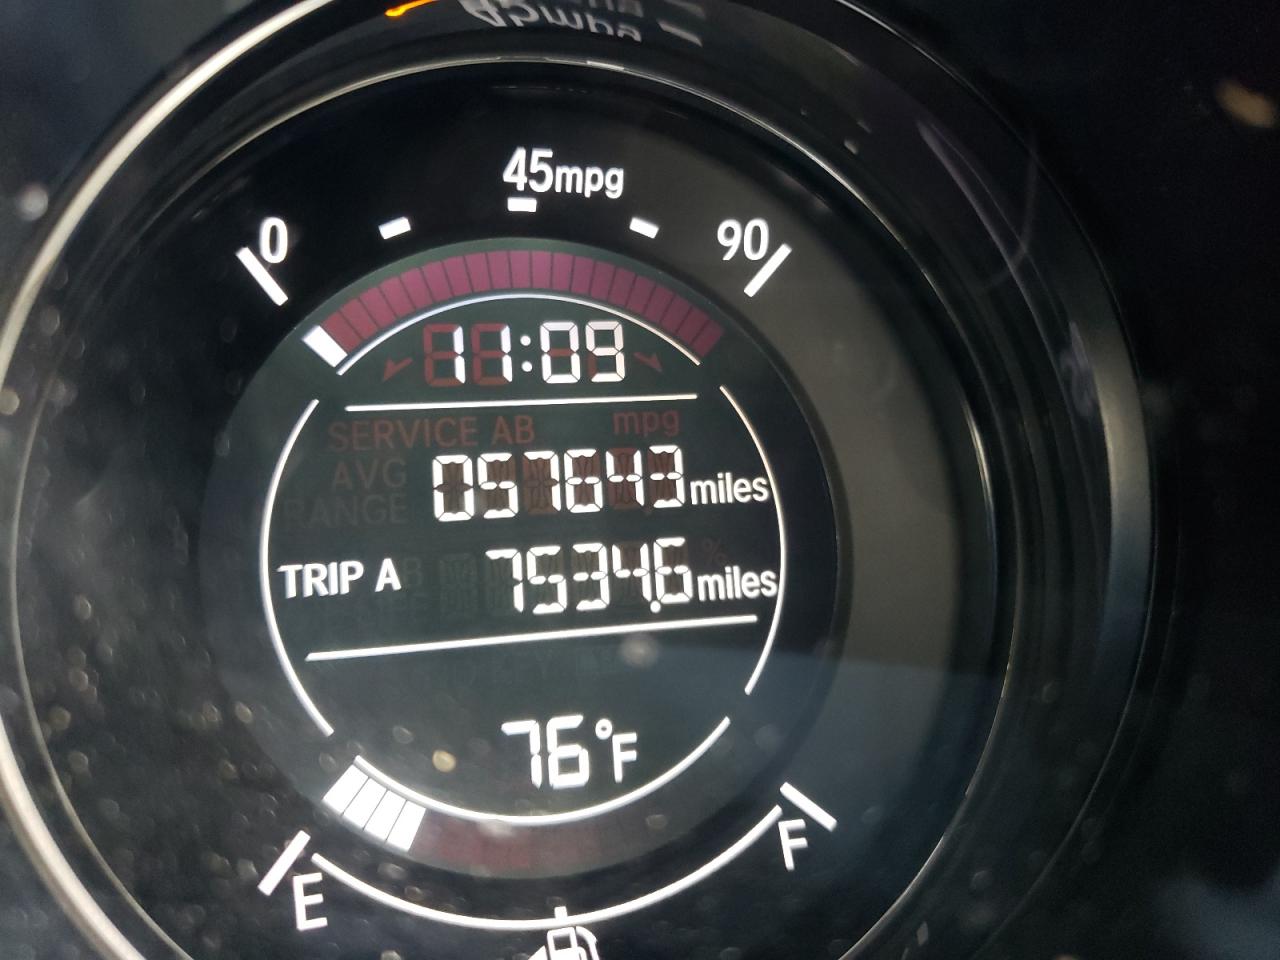 45mpg
0
90
11:09
SERVICE AB mpg
AVG
057643 miles
RANGE
TRIP A 7534.6 miles
76°F
E
F